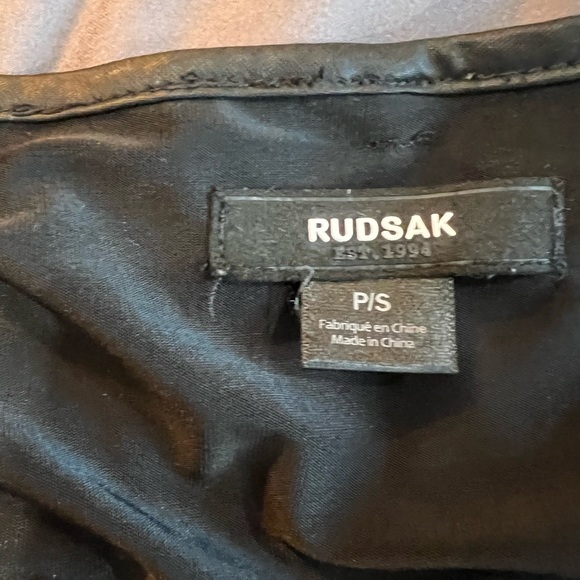 RUDSAK
EST.1994
P/S
Fabriqué en Chine
Made in China